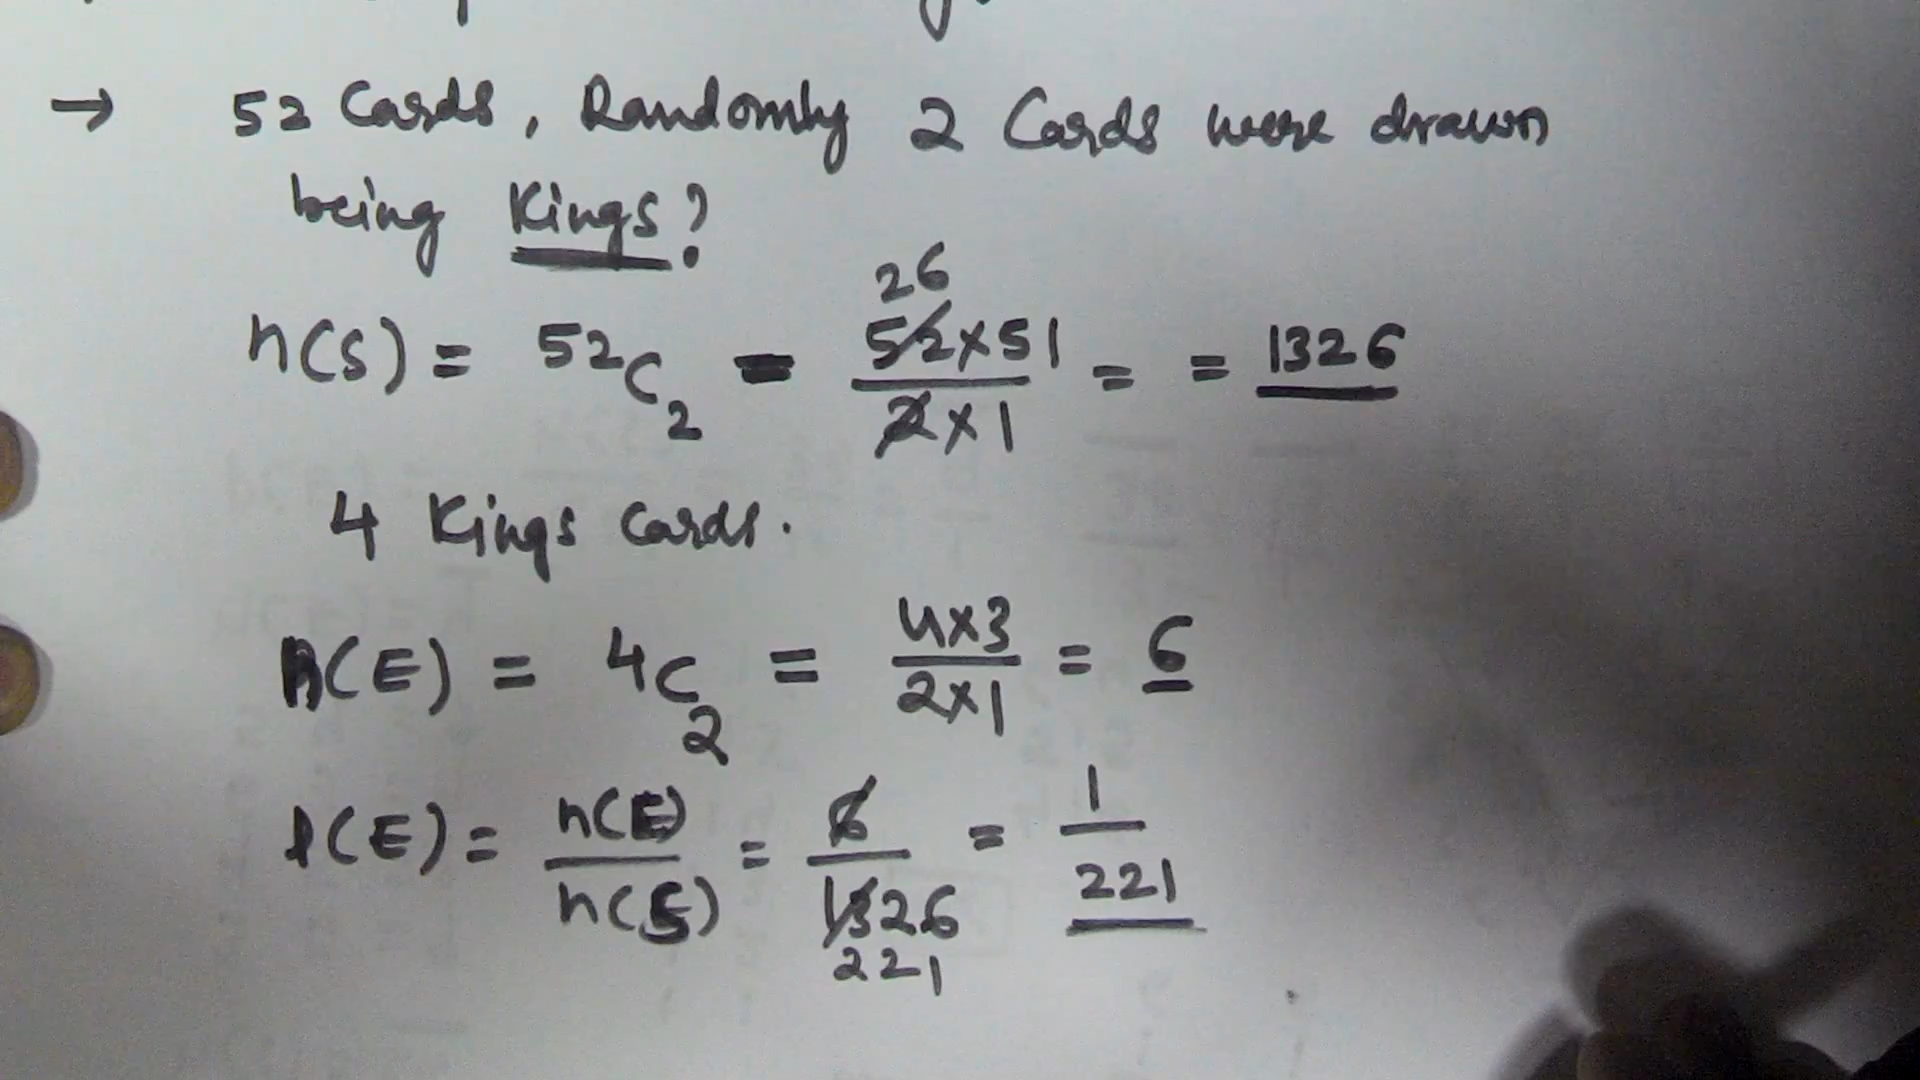 → 52 Cards, Randomly 2 Cards were drawn
being Kings?
n(S) = 52C2 = 52×51/2×1 = = 1326
26
4 Kings Cards.
n(E) = 4C2 = 4×3/2×1 = 6
P(E) = n(E)/n(S) = 6/1326 = 1/221
221